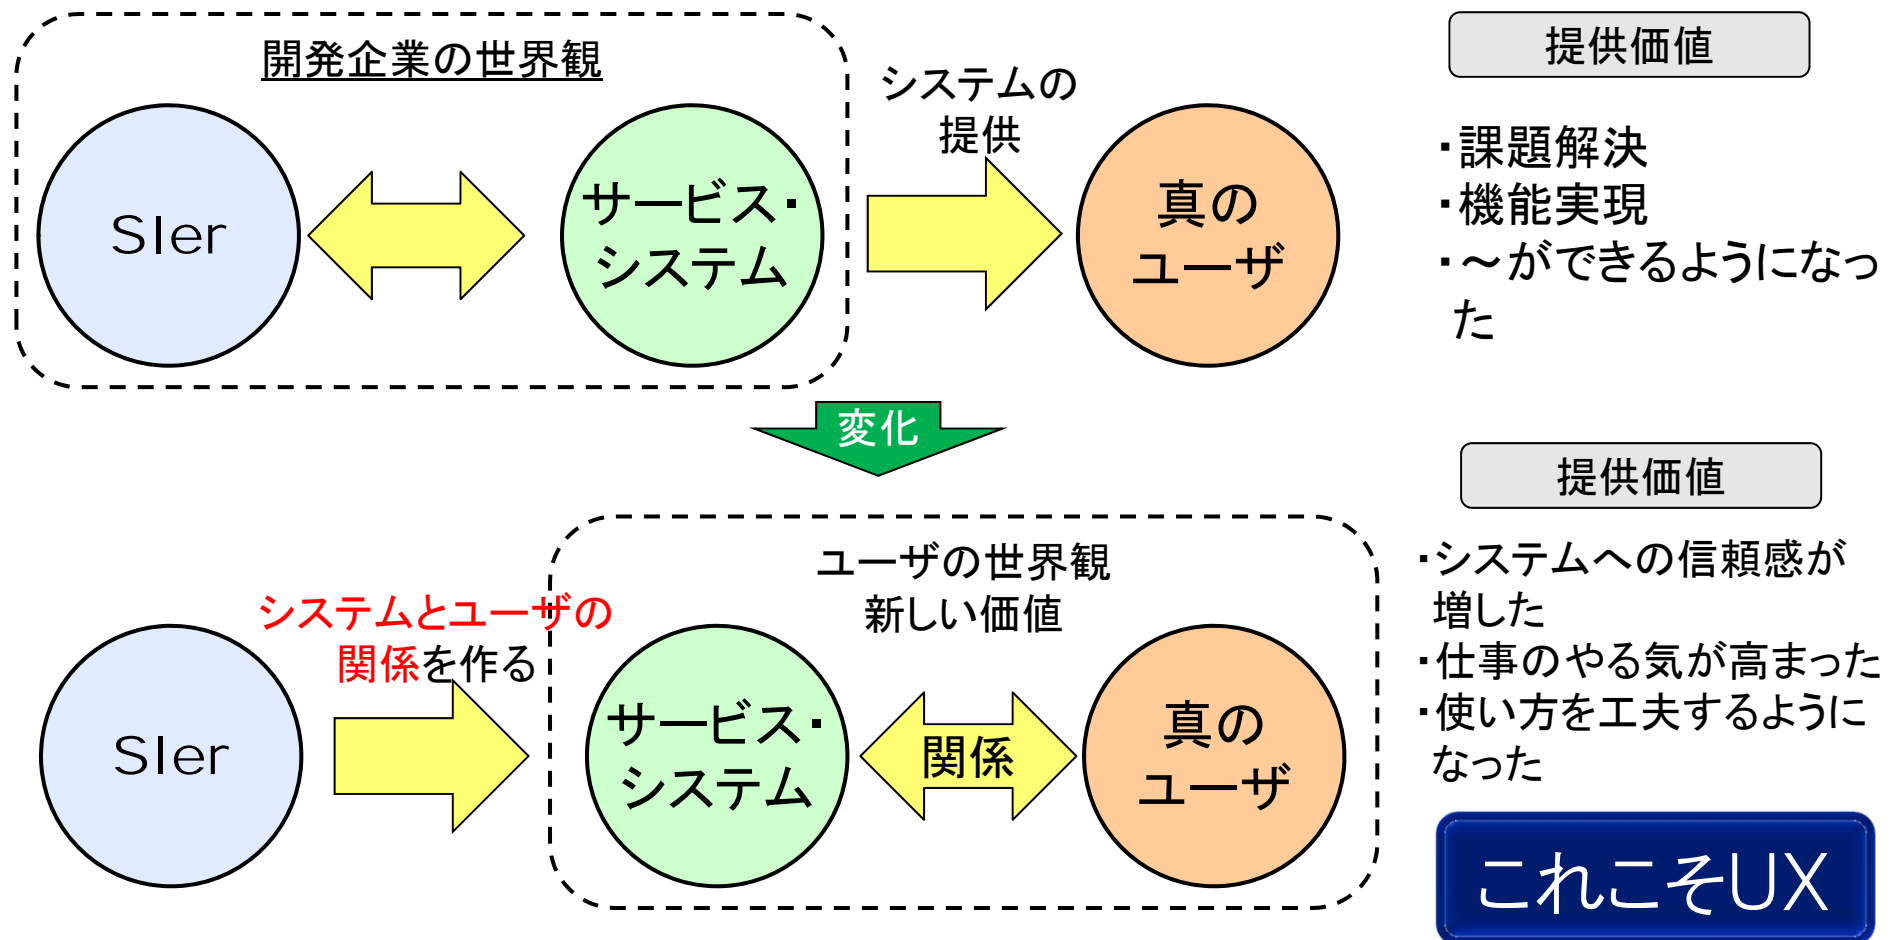 開発企業の世界観
SIer
サービス・
システム
システムの
提供
真の
ユーザ
提供価値
・課題解決
・機能実現
・～ができるようになっ
た
変化
システムとユーザの
関係を作る
SIer
ユーザの世界観
新しい価値
サービス・
システム
関係
真の
ユーザ
提供価値
・システムへの信頼感が
増した
・仕事のやる気が高まった
・使い方を工夫するように
なった
これこそUX